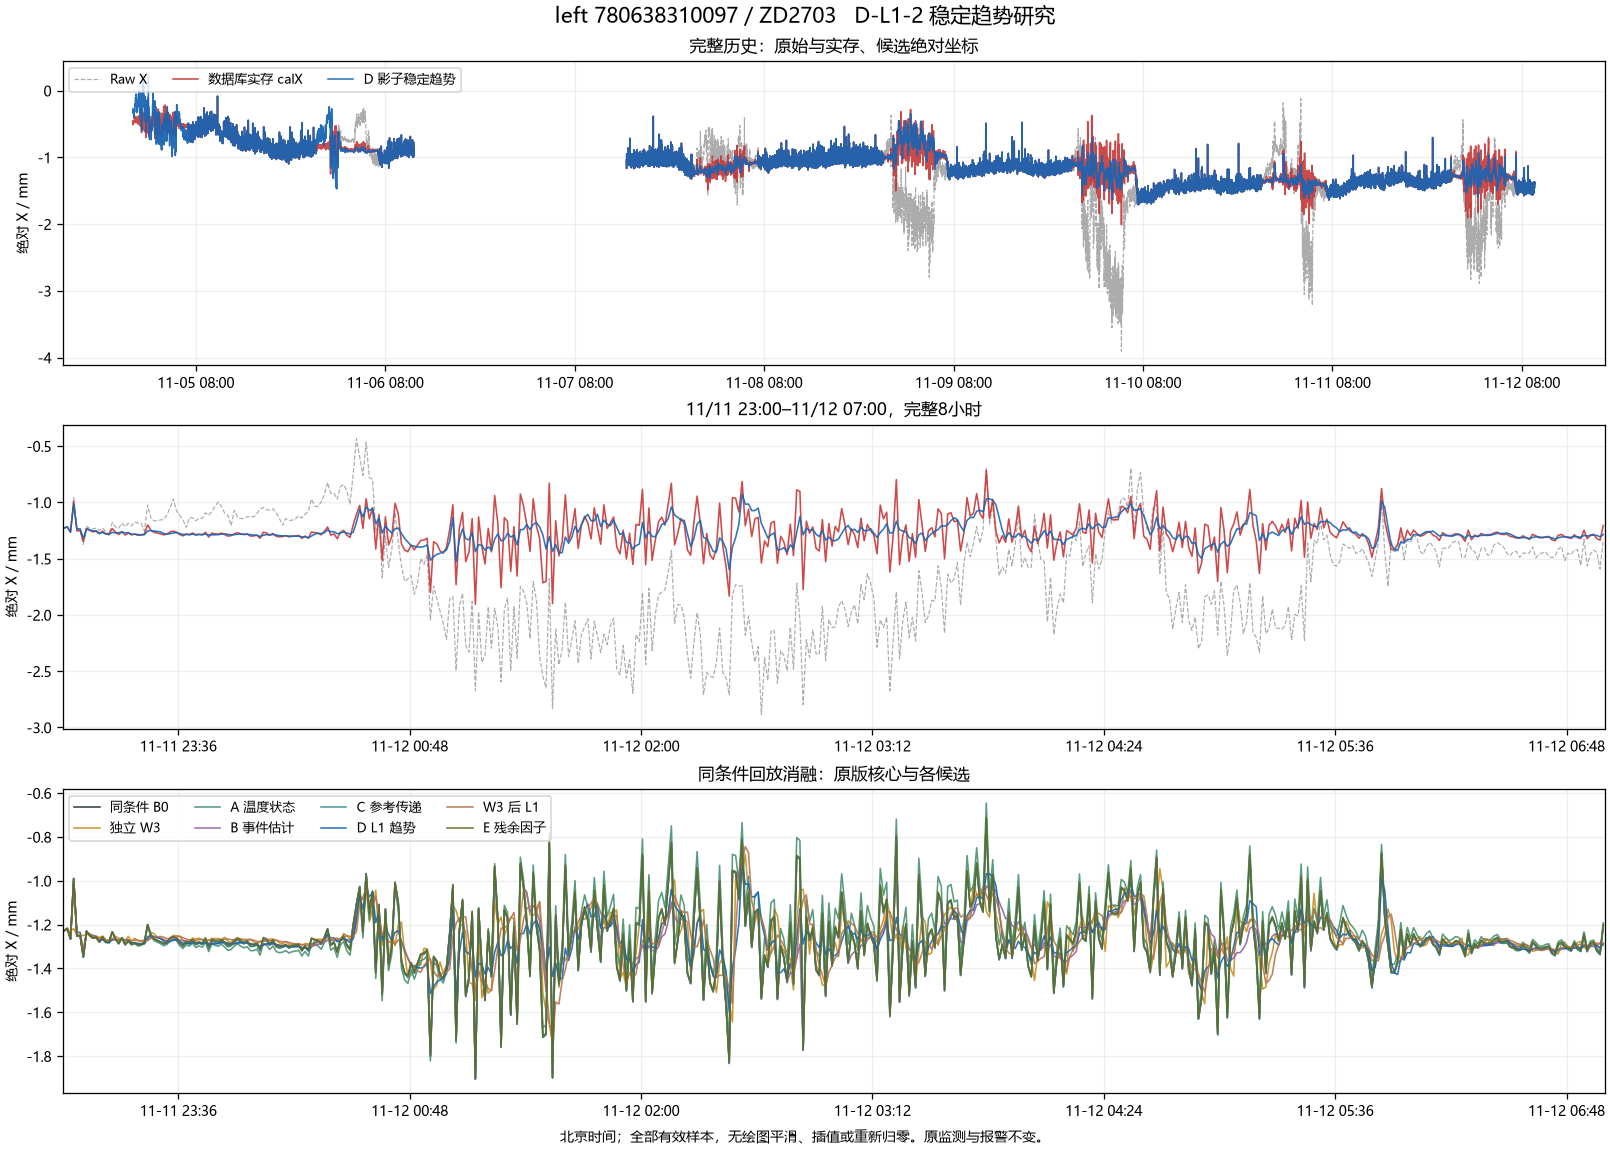 left 780638310097 / ZD2703   D-L1-2 稳定趋势研究
完整历史：原始与实存、候选绝对坐标
Raw X   数据库实存 calX   D 影子稳定趋势
绝对 X / mm
0
-1
-2
-3
-4
11-05 08:00   11-06 08:00   11-07 08:00   11-08 08:00   11-09 08:00   11-10 08:00   11-11 08:00   11-12 08:00
11/11 23:00–11/12 07:00，完整8小时
绝对 X / mm
-0.5
-1.0
-1.5
-2.0
-2.5
-3.0
11-11 23:36   11-12 00:48   11-12 02:00   11-12 03:12   11-12 04:24   11-12 05:36   11-12 06:48
同条件回放消融：原版核心与各候选
同条件 B0   A 温度状态   C 参考传递   W3 后 L1
独立 W3   B 事件估计   D L1 趋势   E 残余因子
绝对 X / mm
-0.6
-0.8
-1.0
-1.2
-1.4
-1.6
-1.8
11-11 23:36   11-12 00:48   11-12 02:00   11-12 03:12   11-12 04:24   11-12 05:36   11-12 06:48
北京时间；全部有效样本，无绘图平滑、插值或重新归零。原监测与报警不变。